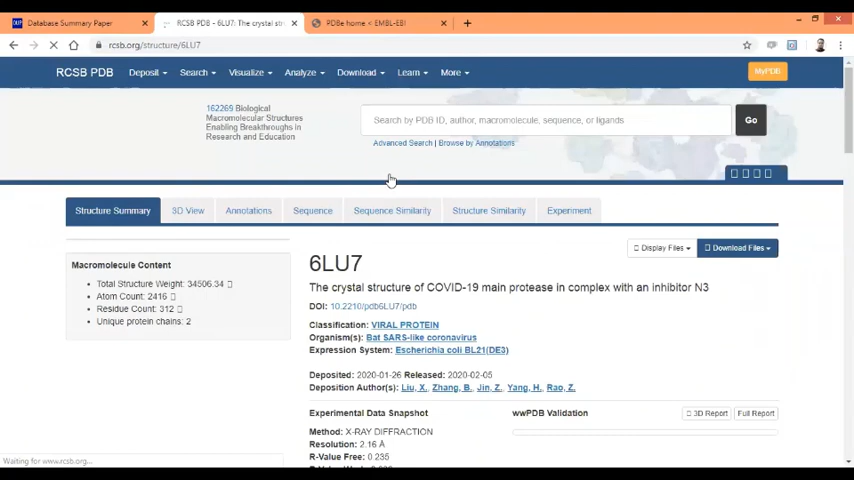 Database Summary Paper
RCSB PDB - 6LU7: The crystal stru
PDBe home < EMBL-EBI
rcsb.org/structure/6LU7
RCSB PDB Deposit Search Visualize Analyze Download Learn More MyPDB
162269 Biological
Macromolecular Structures
Enabling Breakthroughs in
Research and Education
Search by PDB ID, author, macromolecule, sequence, or ligands
Go
Advanced Search | Browse by Annotations
Structure Summary 3D View Annotations Sequence Sequence Similarity Structure Similarity Experiment
Display Files Download Files
Macromolecule Content
Total Structure Weight: 34506.34
Atom Count: 2416
Residue Count: 312
Unique protein chains: 2
6LU7
The crystal structure of COVID-19 main protease in complex with an inhibitor N3
DOI: 10.2210/pdb6LU7/pdb
Classification: VIRAL PROTEIN
Organism(s): Bat SARS-like coronavirus
Expression System: Escherichia coli BL21(DE3)
Deposited: 2020-01-26 Released: 2020-02-05
Deposition Author(s): Liu, X., Zhang, B., Jin, Z., Yang, H., Rao, Z.
Experimental Data Snapshot
Method: X-RAY DIFFRACTION
Resolution: 2.16 Å
R-Value Free: 0.235
wwPDB Validation
3D Report Full Report
Waiting for www.rcsb.org...